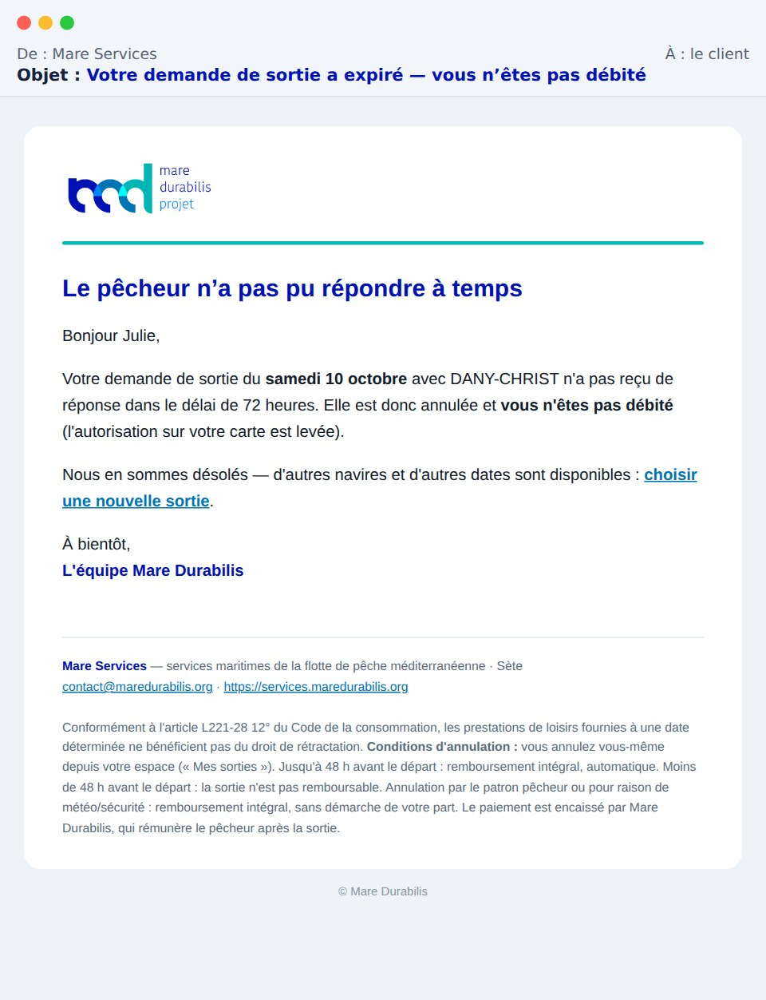 De : Mare Services
À : le client
Objet : Votre demande de sortie a expiré — vous n’êtes pas débité
mare
durabilis
projet
Le pêcheur n’a pas pu répondre à temps
Bonjour Julie,
Votre demande de sortie du samedi 10 octobre avec DANY-CHRIST n'a pas reçu de
réponse dans le délai de 72 heures. Elle est donc annulée et vous n'êtes pas débité
(l'autorisation sur votre carte est levée).
Nous en sommes désolés — d'autres navires et d'autres dates sont disponibles : choisir
une nouvelle sortie.
À bientôt,
L'équipe Mare Durabilis
Mare Services — services maritimes de la flotte de pêche méditerranéenne · Sète
contact@maredurabilis.org · https://services.maredurabilis.org
Conformément à l'article L221-28 12° du Code de la consommation, les prestations de loisirs fournies à une date
déterminée ne bénéficient pas du droit de rétractation. Conditions d'annulation : vous annulez vous-même
depuis votre espace (« Mes sorties »). Jusqu'à 48 h avant le départ : remboursement intégral, automatique. Moins
de 48 h avant le départ : la sortie n'est pas remboursable. Annulation par le patron pêcheur ou pour raison de
météo/sécurité : remboursement intégral, sans démarche de votre part. Le paiement est encaissé par Mare
Durabilis, qui rémunère le pêcheur après la sortie.
© Mare Durabilis